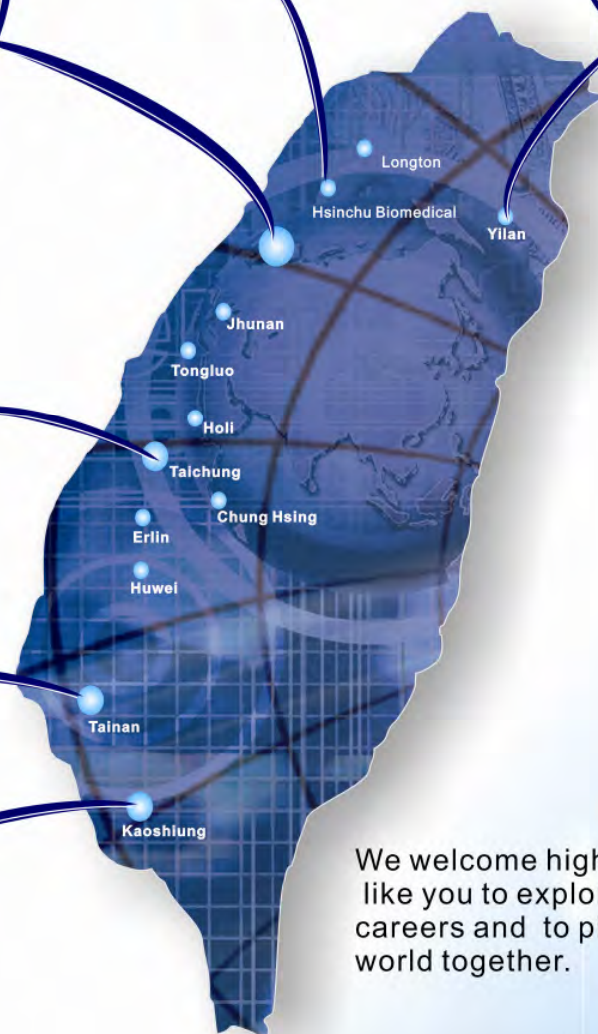 Longton
Hsinchu Biomedical
Yilan
Jhunan
Tongluo
Holi
Taichung
Chung Hsing
Erlin
Huwei
Tainan
Kaoshiung
We welcome high
like you to explo
careers and to p
world together.